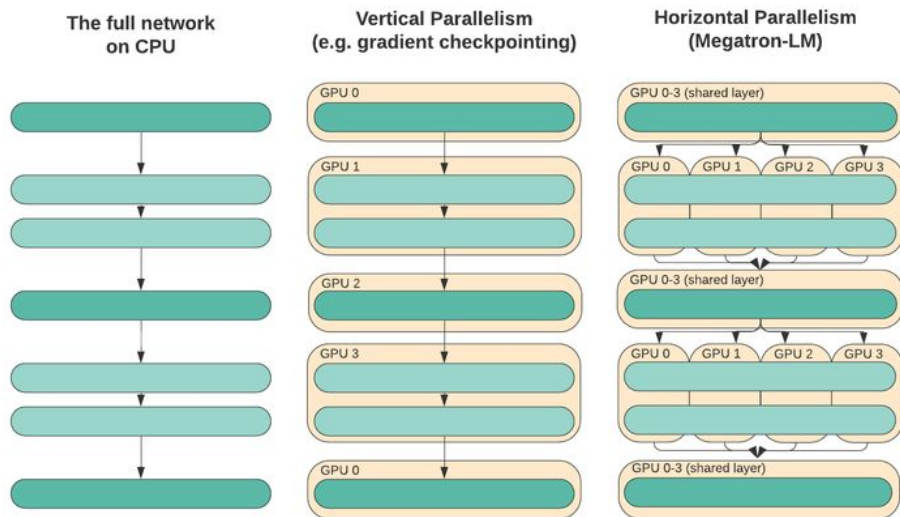 The full network
on CPU
Vertical Parallelism
(e.g. gradient checkpointing)
GPU 0
GPU 1
GPU 2
GPU 3
GPU 0
Horizontal Parallelism
(Megatron-LM)
GPU 0-3 (shared layer)
GPU 0 GPU 1 GPU 2 GPU 3
GPU 0-3 (shared layer)
GPU 0 GPU 1 GPU 2 GPU 3
GPU 0-3 (shared layer)